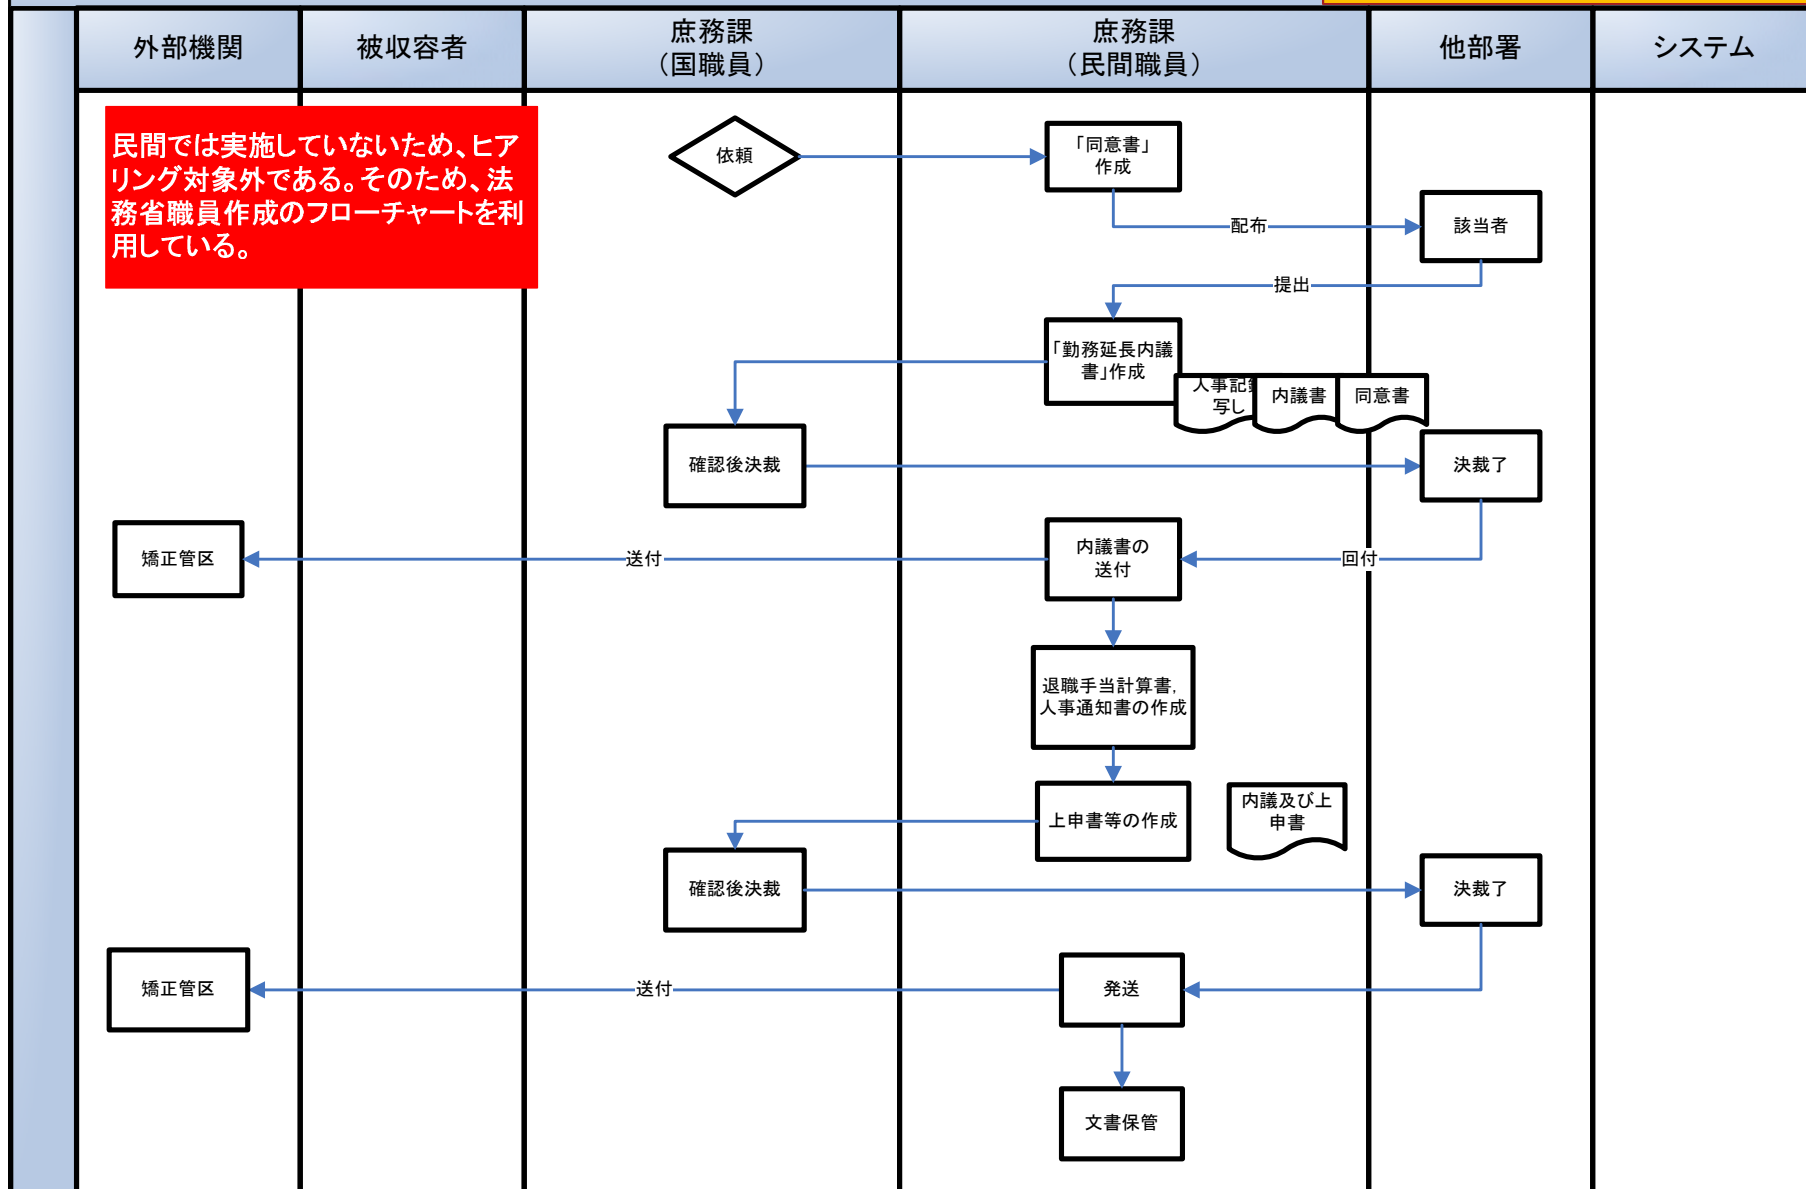 外部機関
被収容者
庶務課
（国職員）
庶務課
（民間職員）
他部署
システム
民間では実施していないため、ヒア
リング対象外である。そのため、法
務省職員作成のフローチャートを利
用している。
依頼
「同意書」
作成
配布
該当者
提出
「勤務延長内議
書」作成
人事記
写し
内議書
同意書
確認後決裁
決裁了
矯正管区
送付
内議書の
送付
回付
退職手当計算書,
人事通知書の作成
上申書等の作成
内議及び上
申書
確認後決裁
決裁了
矯正管区
送付
発送
文書保管